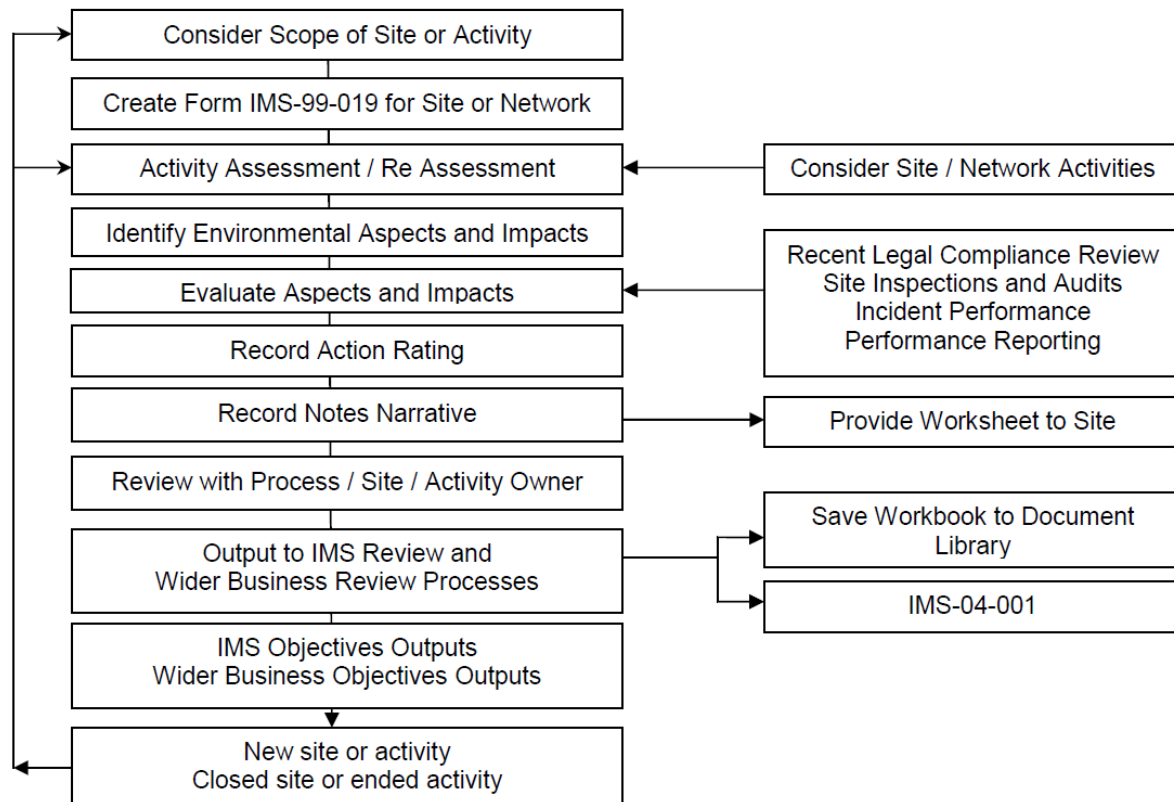 Consider Scope of Site or Activity
Create Form IMS-99-019 for Site or Network
Activity Assessment / Re Assessment
Consider Site / Network Activities
Identify Environmental Aspects and Impacts
Evaluate Aspects and Impacts
Recent Legal Compliance Review
Site Inspections and Audits
Incident Performance
Performance Reporting
Record Action Rating
Record Notes Narrative
Provide Worksheet to Site
Review with Process / Site / Activity Owner
Output to IMS Review and
Wider Business Review Processes
Save Workbook to Document
Library
IMS-04-001
IMS Objectives Outputs
Wider Business Objectives Outputs
New site or activity
Closed site or ended activity